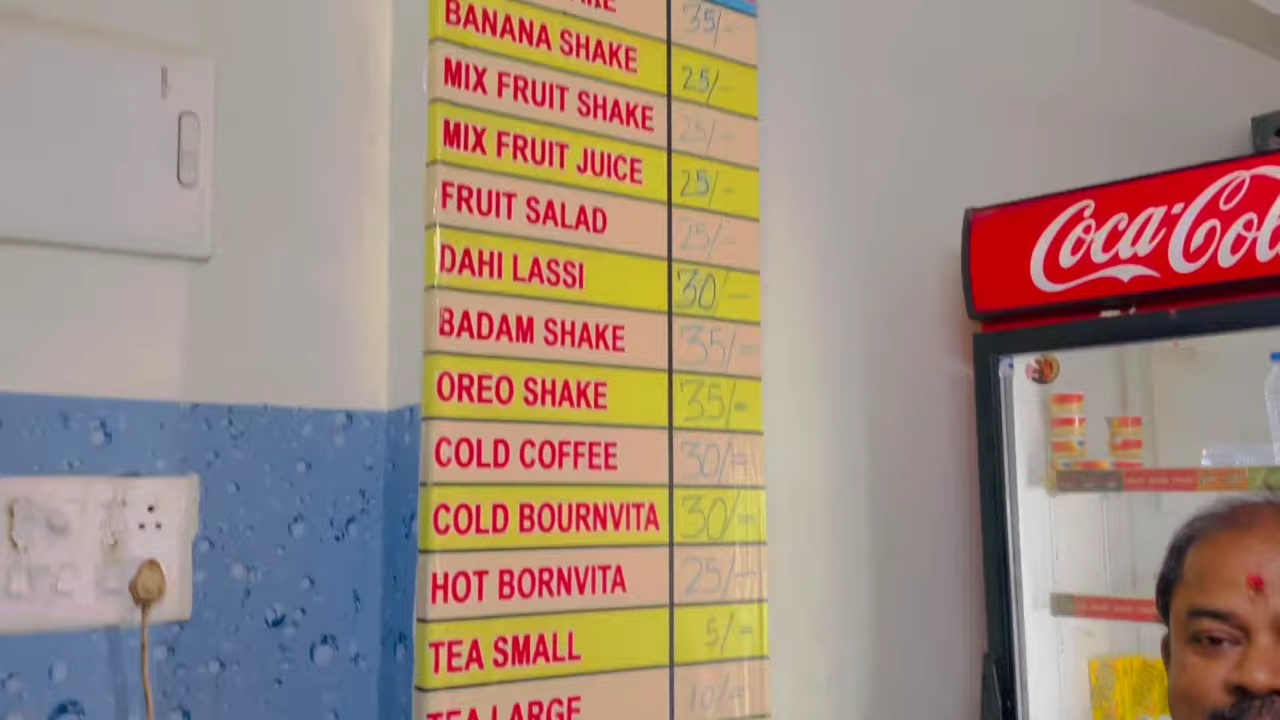 35/-
BANANA SHAKE 25/-
MIX FRUIT SHAKE 25/-
MIX FRUIT JUICE 25/-
FRUIT SALAD 25/-
DAHI LASSI 30/-
BADAM SHAKE 35/=
OREO SHAKE 35/-
COLD COFFEE 30/=
COLD BOURNVITA 30/=
HOT BORNVITA 25/-
TEA SMALL 5/=
TEA LARGE 10/=
Coca-Col